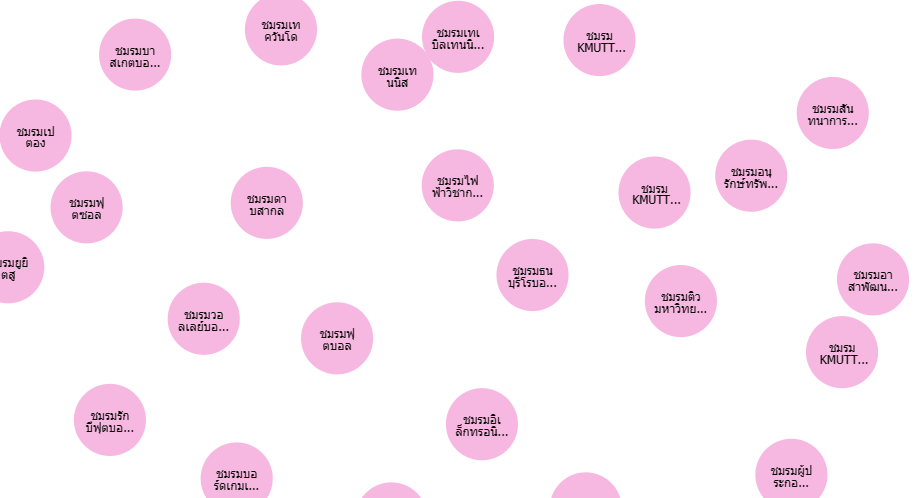 ชมรมเท
ควันโด
ชมรมเทเ
บิลเทนนิ...
ชมรม
KMUTT...
ชมรมบา
สเกตบอ...
ชมรมเท
นนิส
ชมรมสัน
ทนาการ...
ชมรมเป
ตอง
ชมรมอนุ
รักษ์ทรัพ...
ชมรมไฟ
ฟ้าวิชาก...
ชมรม
KMUTT...
ชมรมดา
บสากล
ชมรมฟุ
ตซอล
รมยูยิ
ตสู
ชมรมธน
บุรีโรบอ...
ชมรมอา
สาพัฒน...
ชมรมติว
มหาวิทย...
ชมรมวอ
ลเลย์บอ...
ชมรมฟุ
ตบอล
ชมรม
KMUTT...
ชมรมรัก
บี้ฟุตบอ...
ชมรมอิเ
ล็กทรอนิ...
ชมรมบอ
ร์ดเกมเ...
ชมรมผู้ป
ระกอ...